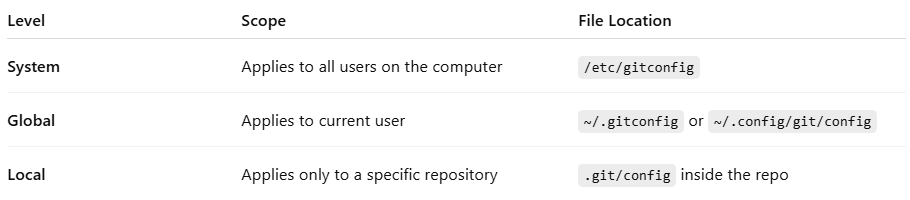 Level Scope File Location
System Applies to all users on the computer /etc/gitconfig
Global Applies to current user ~/.gitconfig or ~/.config/git/config
Local Applies only to a specific repository .git/config inside the repo